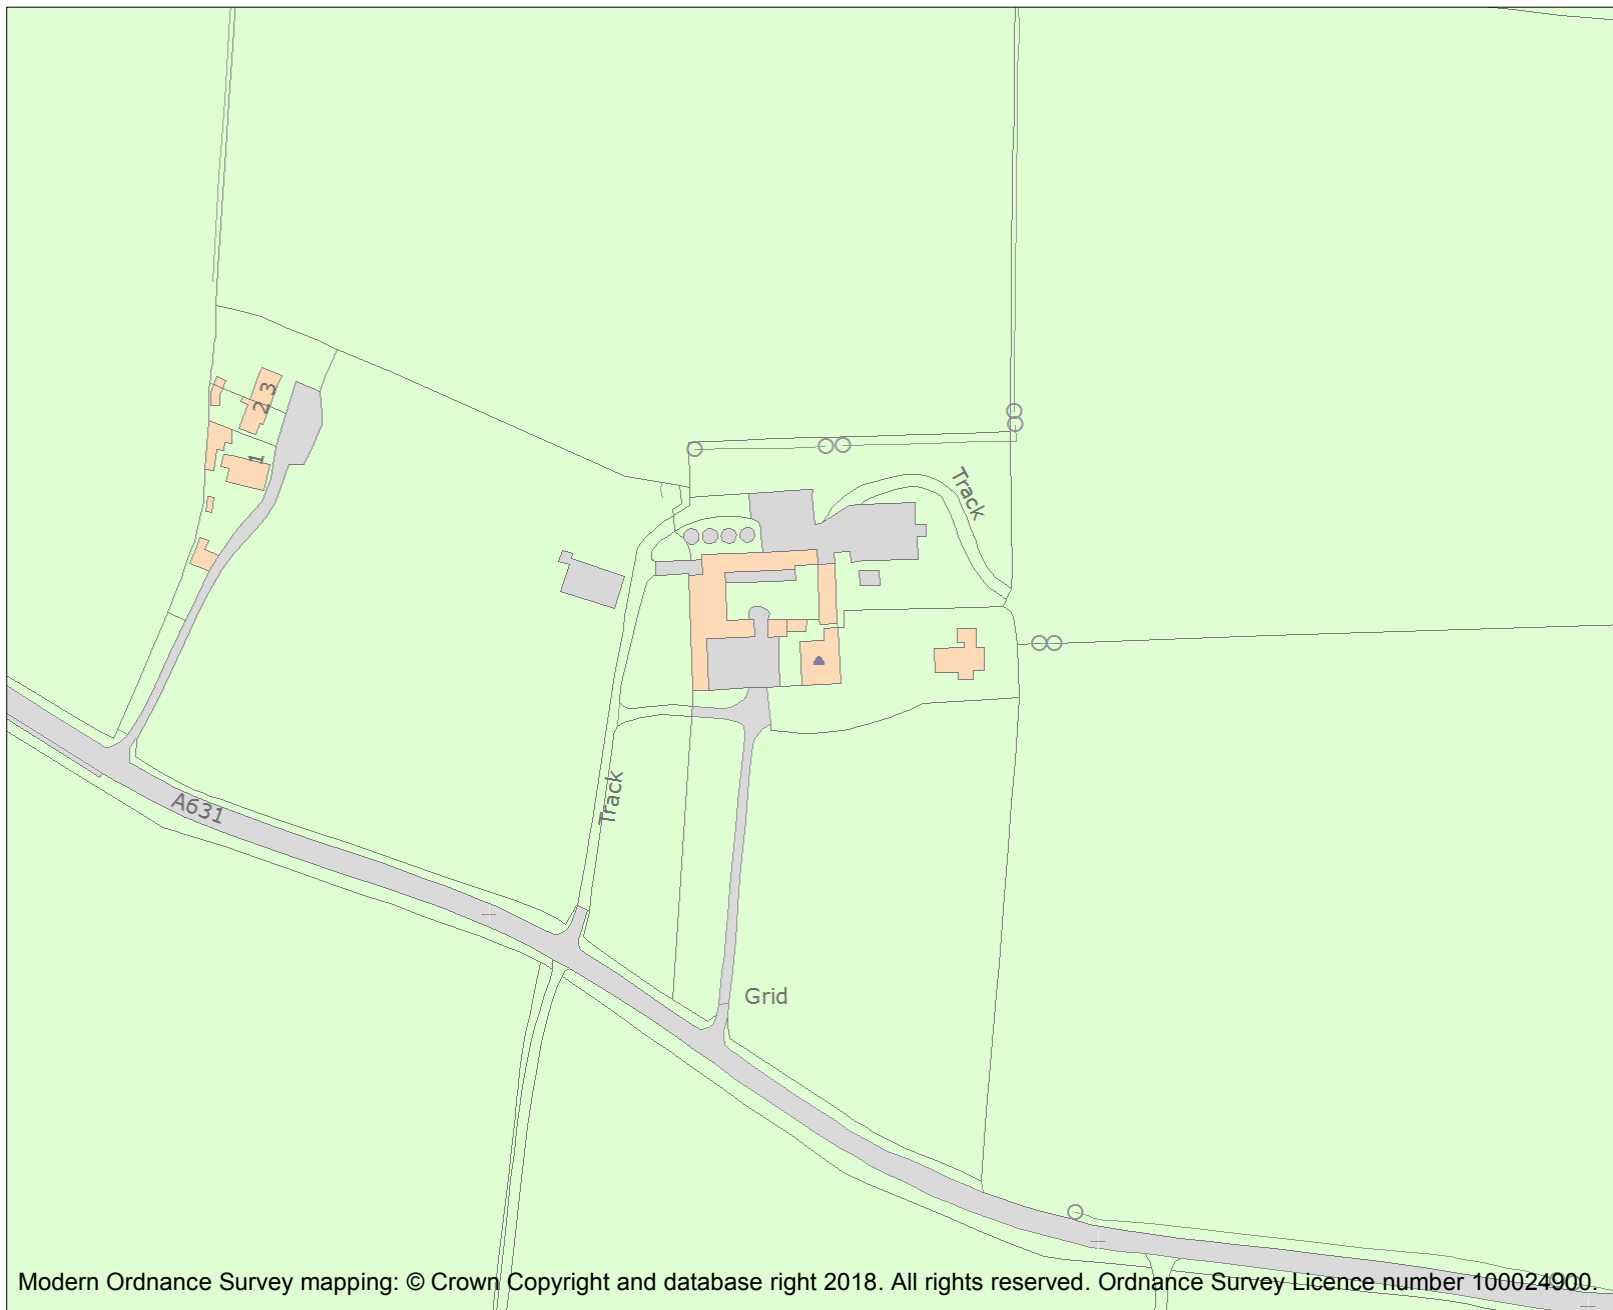 3
2
1
Track
A631
Track
Grid
Modern Ordnance Survey mapping: © Crown Copyright and database right 2018. All rights reserved. Ordnance Survey Licence number 100024900.